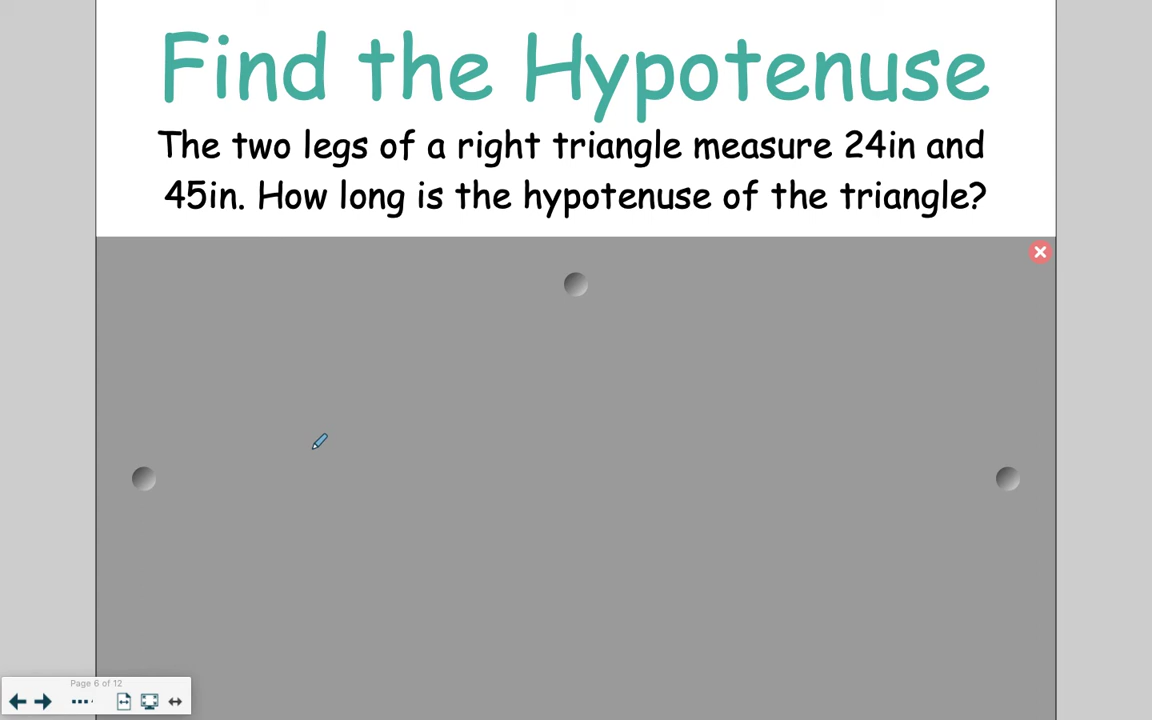 Find the Hypotenuse
The two legs of a right triangle measure 24in and
45in. How long is the hypotenuse of the triangle?
Page 6 of 12